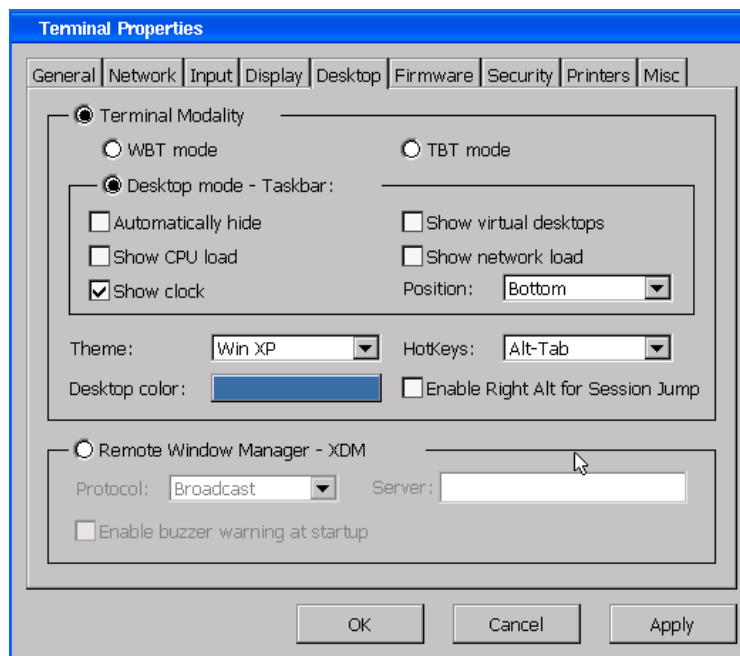 Terminal Properties
General Network Input Display Desktop Firmware Security Printers Misc
Terminal Modality
WBT mode TBT mode
Desktop mode - Taskbar:
Automatically hide Show virtual desktops
Show CPU load Show network load
Show clock Position: Bottom
Theme: Win XP HotKeys: Alt-Tab
Desktop color: Enable Right Alt for Session Jump
Remote Window Manager - XDM
Protocol: Broadcast Server:
Enable buzzer warning at startup
OK Cancel Apply